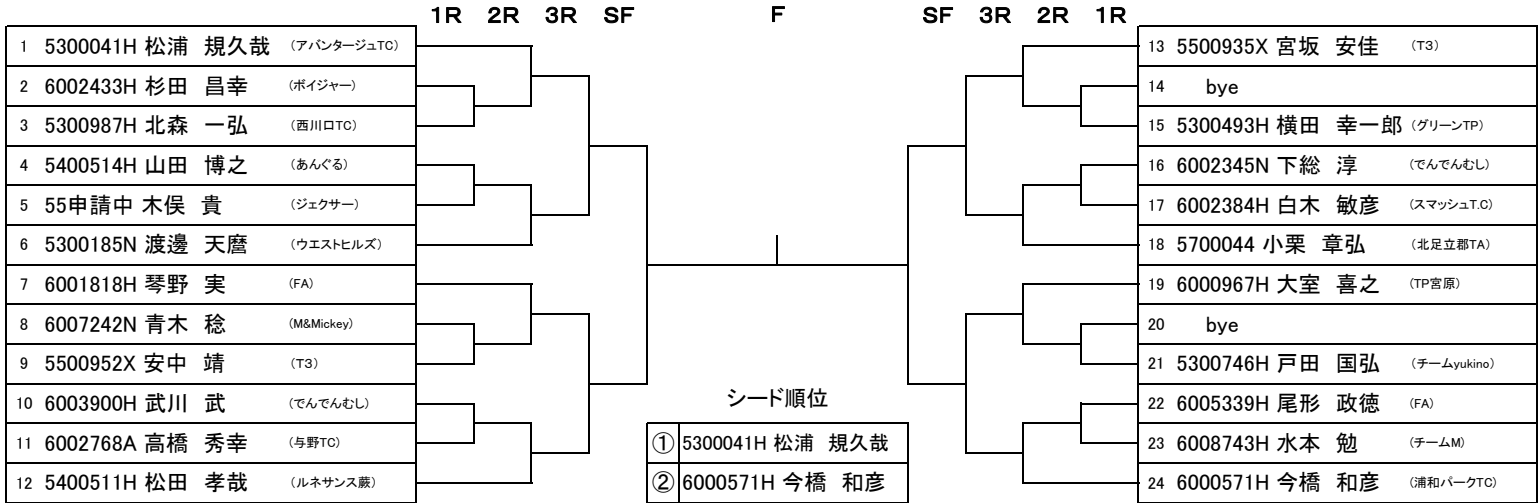 1R 2R 3R SF F SF 3R 2R 1R
1 5300041H 松浦 規久哉 (アバンタージュTC)
2 6002433H 杉田 昌幸 (ボイジャー)
3 5300987H 北森 一弘 (西川口TC)
4 5400514H 山田 博之 (あんぐる)
5 55申請中 木俣 貴 (ジェクサー)
6 5300185N 渡邊 天麿 (ウエストヒルズ)
7 6001818H 琴野 実 (FA)
8 6007242N 青木 稔 (M&Mickey)
9 5500952X 安中 靖 (T3)
10 6003900H 武川 武 (でんでんむし)
11 6002768A 高橋 秀幸 (与野TC)
12 5400511H 松田 孝哉 (ルネサンス蕨)
シード順位
① 5300041H 松浦 規久哉
② 6000571H 今橋 和彦
13 5500935X 宮坂 安佳 (T3)
14 bye
15 5300493H 横田 幸一郎 (グリーンTP)
16 6002345N 下総 淳 (でんでんむし)
17 6002384H 白木 敏彦 (スマッシュT.C)
18 5700044 小栗 章弘 (北足立郡TA)
19 6000967H 大室 喜之 (TP宮原)
20 bye
21 5300746H 戸田 国弘 (チームyukino)
22 6005339H 尾形 政徳 (FA)
23 6008743H 水本 勉 (チームM)
24 6000571H 今橋 和彦 (浦和パークTC)